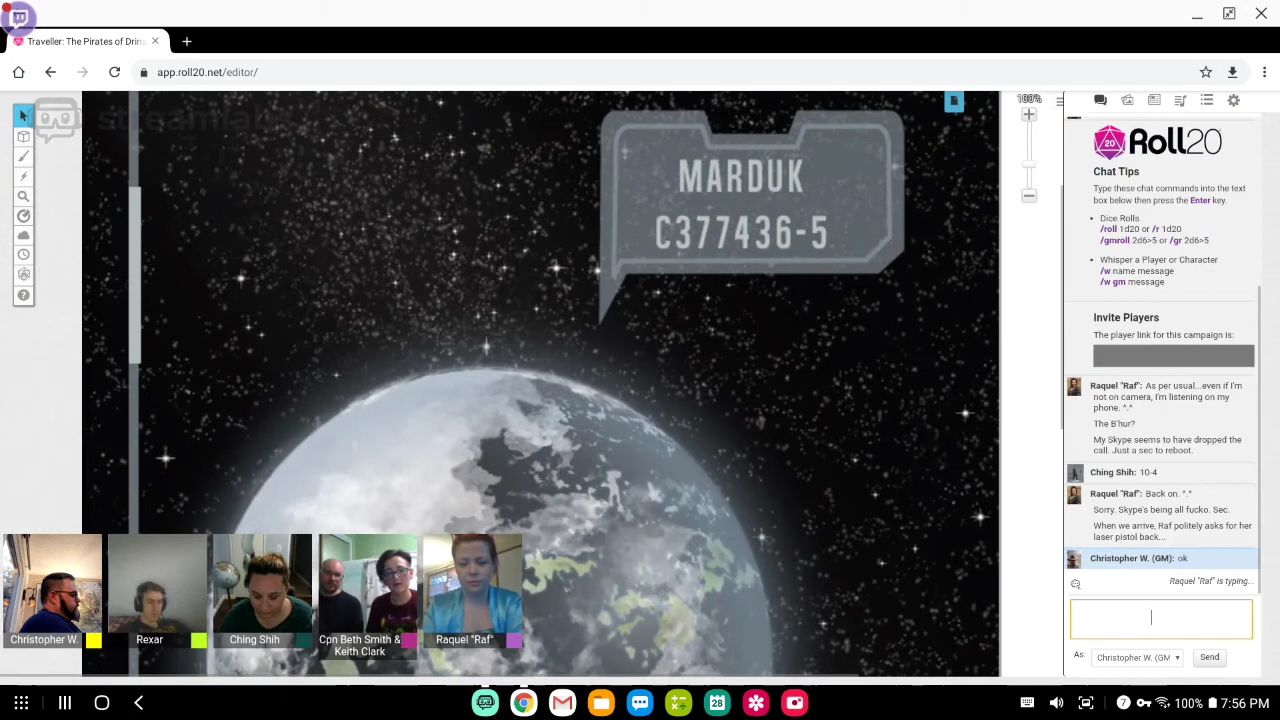 Traveller: The Pirates of Drina
app.roll20.net/editor/
MARDUK
C377436-5
100%
20
Roll20
Chat Tips
Type these chat commands into the text
box below then press the Enter key.
Dice Rolls
/roll 1d20 or /r 1d20
/gmroll 2d6>5 or /gr 2d6>5
Whisper a Player or Character
/w name message
/w gm message
Invite Players
The player link for this campaign is:
Raquel "Raf": As per usual...even if I'm
not on camera, I'm listening on my
phone. ^.^
The B'hur?
My Skype seems to have dropped the
call. Just a sec to reboot.
Ching Shih: 10-4
Raquel "Raf": Back on. ^.^
Sorry. Skype's being all fucko. Sec.
When we arrive, Raf politely asks for her
laser pistol back...
Christopher W. (GM): ok
Raquel "Raf" is typing...
As: Christopher W. (GM
Send
Christopher W.
Rexar
Ching Shih
Cpn Beth Smith &
Keith Clark
Raquel "Raf"
28
7
100%
7:56 PM